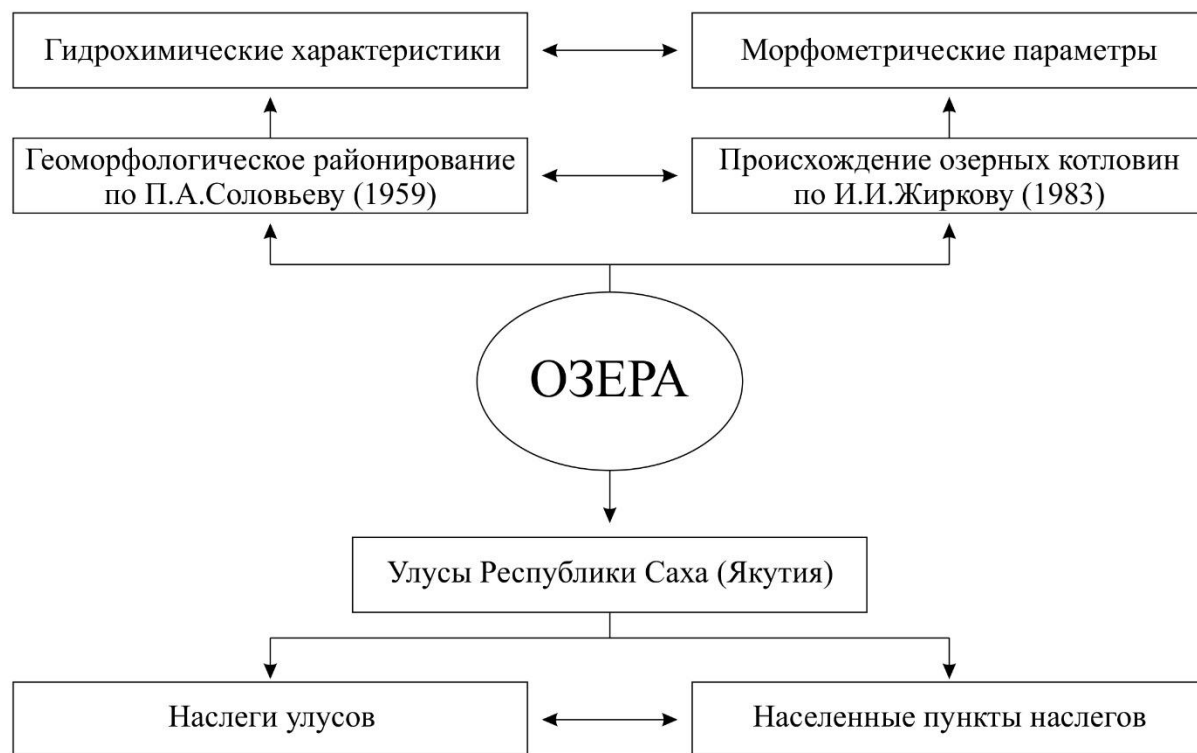 Гидрохимические характеристики
Морфометрические параметры
Геоморфологическое районирование
по П.А.Соловьеву (1959)
Происхождение озерных котловин
по И.И.Жиркову (1983)
ОЗЕРА
Улусы Республики Саха (Якутия)
Наслеги улусов
Населенные пункты наслегов